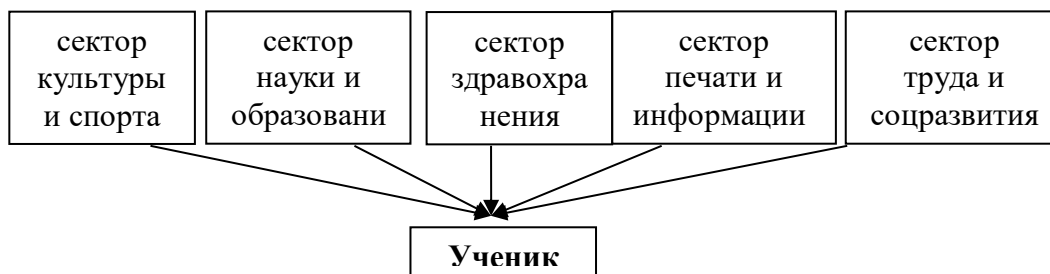 сектор
культуры
и спорта
сектор
науки и
образовани
сектор
здравохра
нения
сектор
печати и
информации
сектор
труда и
соцразвития
Ученик